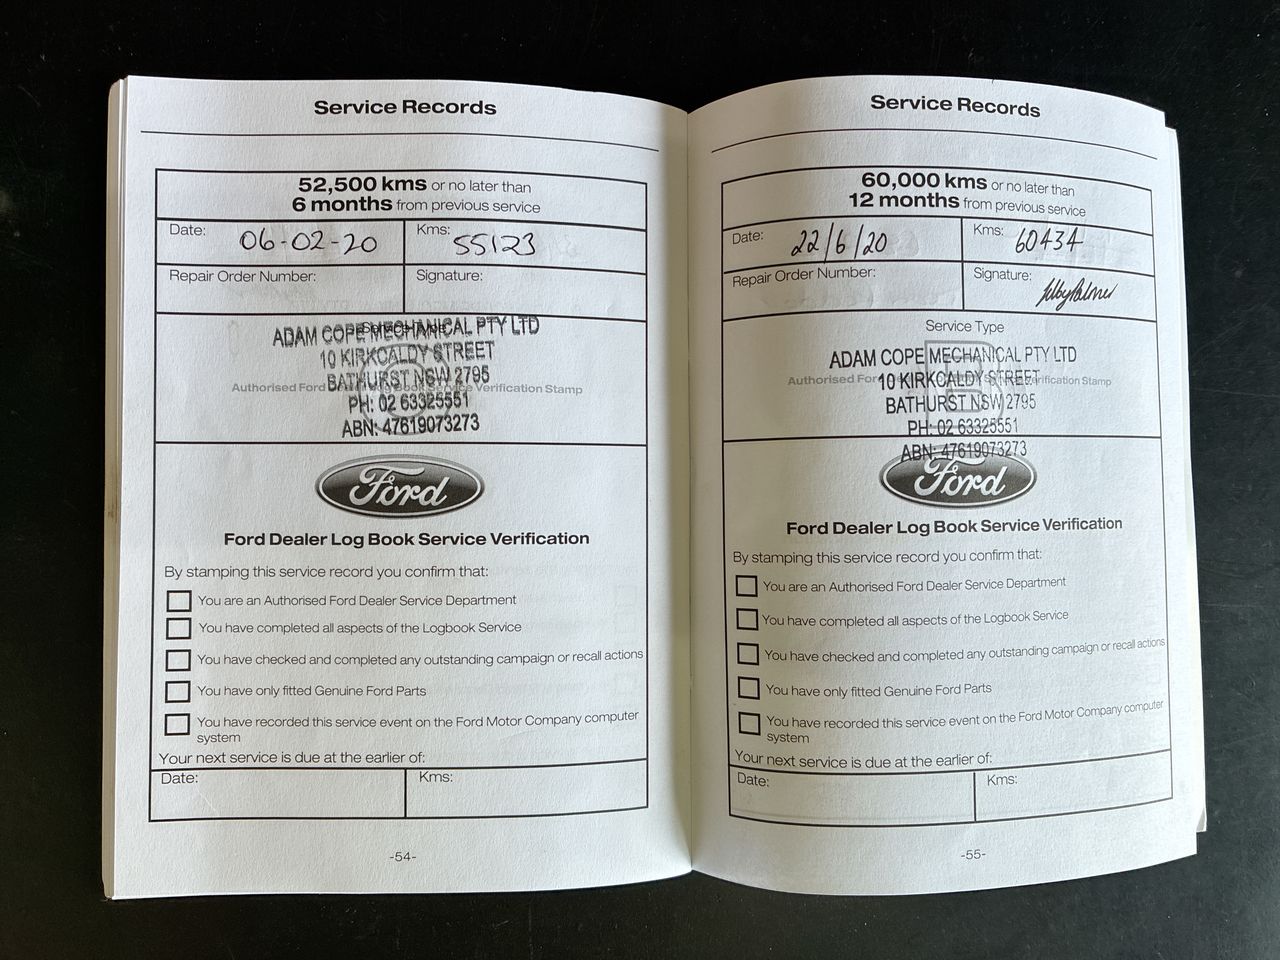 Service Records
52,500 kms or no later than
6 months from previous service
Date: 06-02-20 Kms: 55123
Repair Order Number: Signature:
ADAM COPE MECHANICAL PTY LTD
10 KIRKCALDY STREET
BATHURST NSW 2795
Authorised Ford Dealer Log Book Service Verification Stamp
PH: 02 63325551
ABN: 47619073273
Ford
Ford Dealer Log Book Service Verification
By stamping this service record you confirm that:
You are an Authorised Ford Dealer Service Department
You have completed all aspects of the Logbook Service
You have checked and completed any outstanding campaign or recall actions
You have only fitted Genuine Ford Parts
You have recorded this service event on the Ford Motor Company computer
system
Your next service is due at the earlier of:
Date: Kms:
-54-
Service Records
60,000 kms or no later than
12 months from previous service
Date: 22/6/20 Kms: 60434
Repair Order Number: Signature:
Service Type
ADAM COPE MECHANICAL PTY LTD
Authorised Ford Verification Stamp
10 KIRKCALDY STREET
BATHURST NSW 2795
PH: 02 63325551
ABN: 47619073273
Ford
Ford Dealer Log Book Service Verification
By stamping this service record you confirm that:
You are an Authorised Ford Dealer Service Department
You have completed all aspects of the Logbook Service
You have checked and completed any outstanding campaign or recall actions
You have only fitted Genuine Ford Parts
You have recorded this service event on the Ford Motor Company computer
system
Your next service is due at the earlier of:
Date: Kms:
-55-